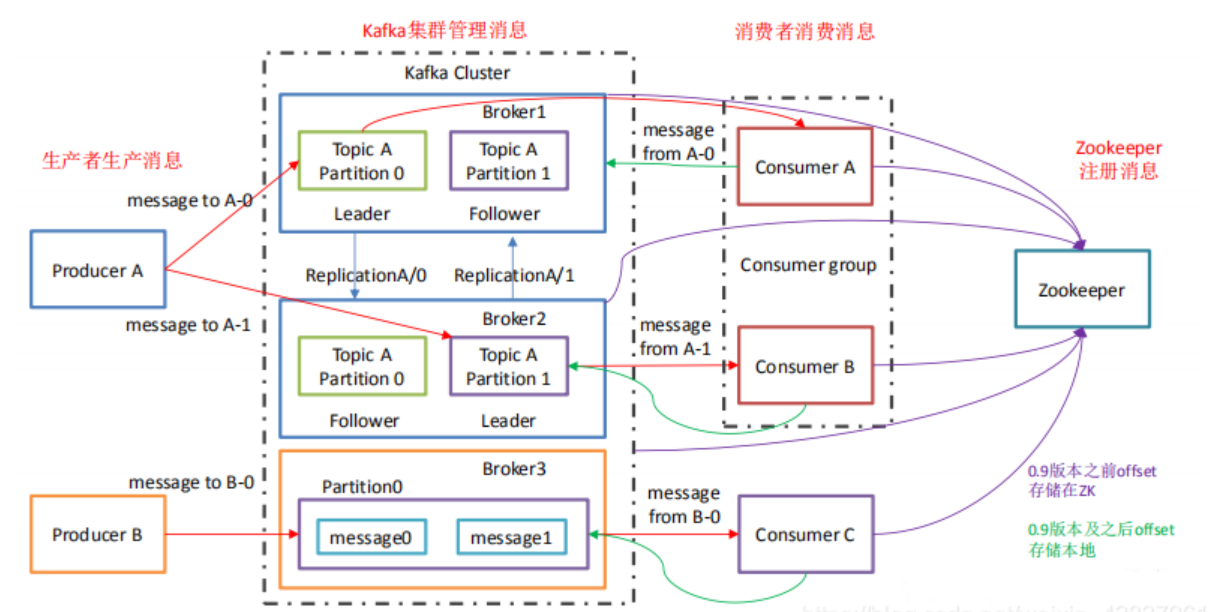 Kafka集群管理消息
消费者消费消息
Kafka Cluster
Broker1
Topic A
Partition 0
Topic A
Partition 1
Leader
Follower
message
from A-0
Consumer A
Zookeeper
注册消息
生产者生产消息
message to A-0
Producer A
message to A-1
ReplicationA/0
ReplicationA/1
Consumer group
Zookeeper
Broker2
Topic A
Partition 0
Topic A
Partition 1
Follower
Leader
message
from A-1
Consumer B
Broker3
Partition0
message0
message1
message to B-0
Producer B
message
from B-0
Consumer C
0.9版本之前offset
存储在ZK
0.9版本及之后offset
存储本地